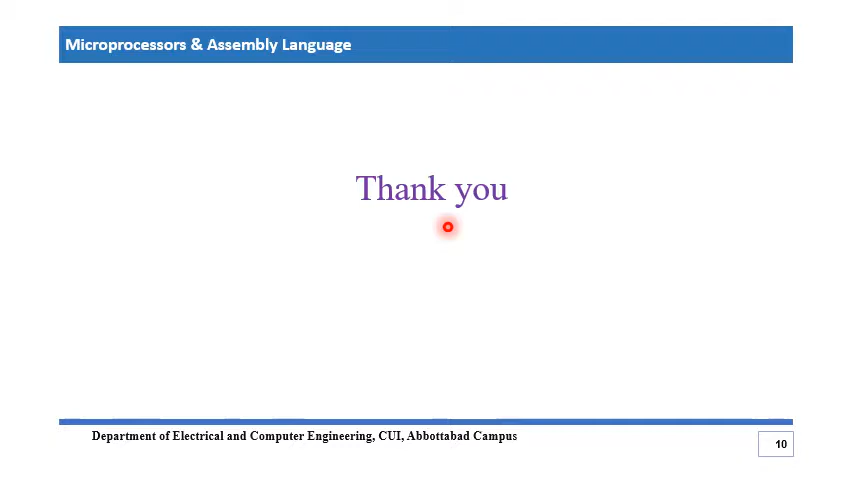 Microprocessors & Assembly Language
Thank you
Department of Electrical and Computer Engineering, CUI, Abbottabad Campus
10